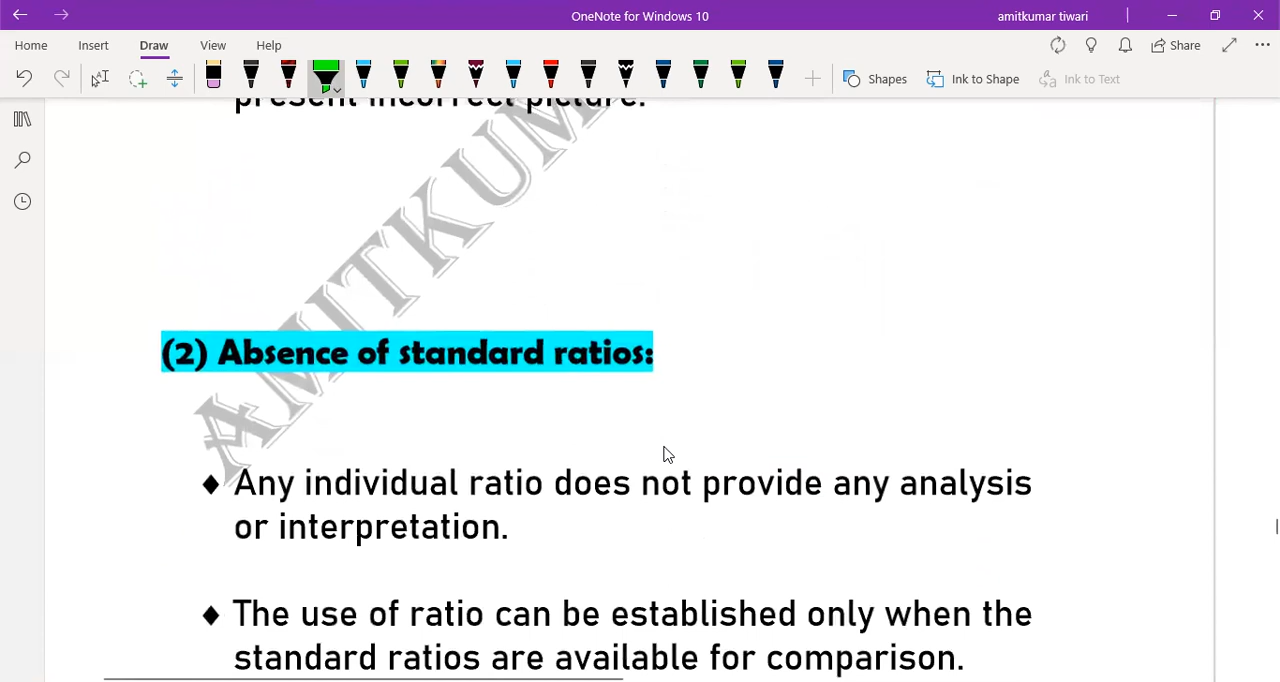 OneNote for Windows 10
amitkumar tiwari
Home Insert Draw View Help
Share
Shapes
Ink to Shape
Ink to Text
present incorrect picture.
AMITKUM
(2) Absence of standard ratios:
♦ Any individual ratio does not provide any analysis
or interpretation.
♦ The use of ratio can be established only when the
standard ratios are available for comparison.